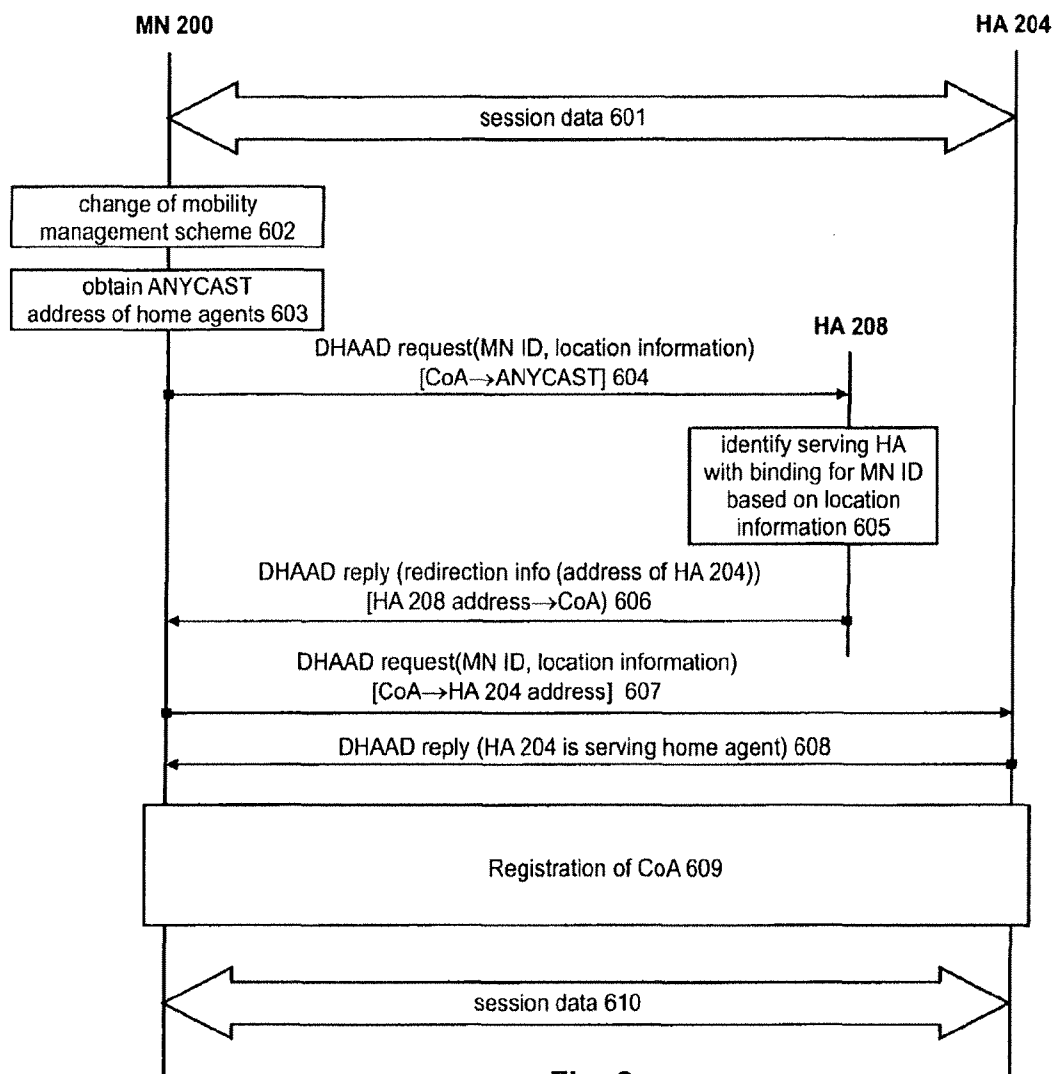 MN 200
HA 204
session data 601
change of mobility
management scheme 602
obtain ANYCAST
address of home agents 603
HA 208
DHAAD request(MN ID, location information)
[CoA→ANYCAST] 604
identify serving HA
with binding for MN ID
based on location
information 605
DHAAD reply (redirection info (address of HA 204))
[HA 208 address→CoA) 606
DHAAD request(MN ID, location information)
[CoA→HA 204 address] 607
DHAAD reply (HA 204 is serving home agent) 608
Registration of CoA 609
session data 610